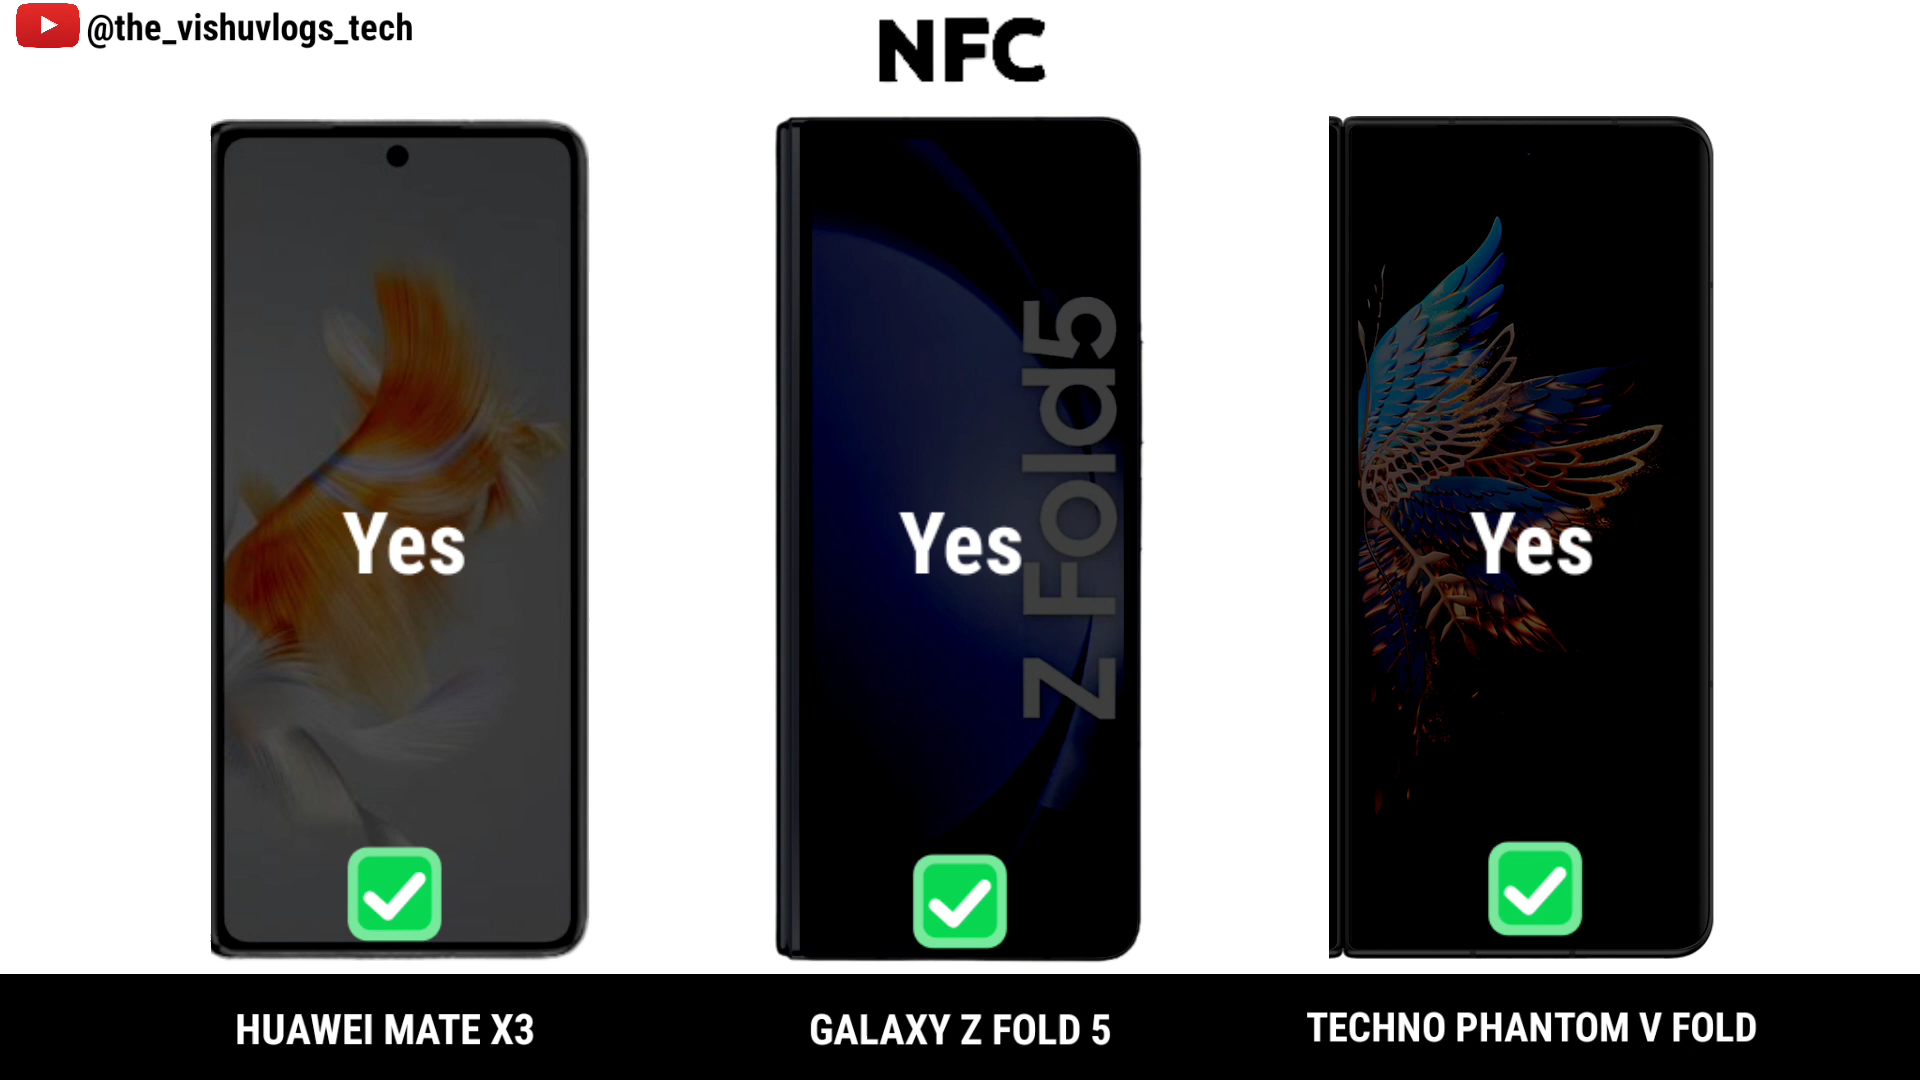 @the_vishuvlogs_tech
NFC
Yes
Yes
Yes
Z Fold5
HUAWEI MATE X3
GALAXY Z FOLD 5
TECHNO PHANTOM V FOLD